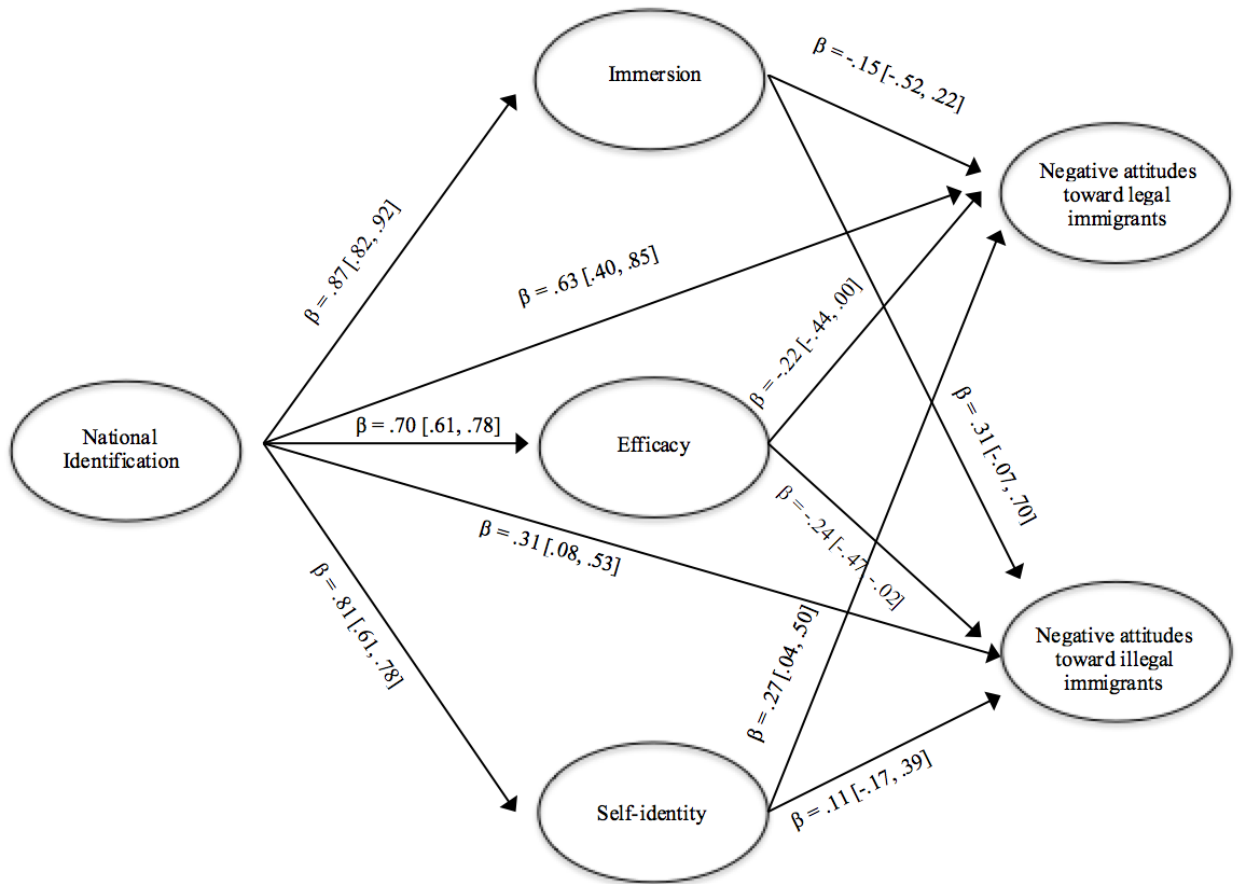 Immersion
β = -.15 [-.52, .22]
Negative attitudes
toward legal
immigrants
β = .87 [.82, .92]
β = .63 [.40, .85]
β = -.22 [-.44, .00]
National
Identification
β = .70 [.61, .78]
Efficacy
β = .31 [-.07, .70]
β = .31 [.08, .53]
β = -.24 [-.47, -.02]
β = .81 [.61, .78]
β = .27 [.04, .50]
Negative attitudes
toward illegal
immigrants
Self-identity
β = .11 [-.17, .39]